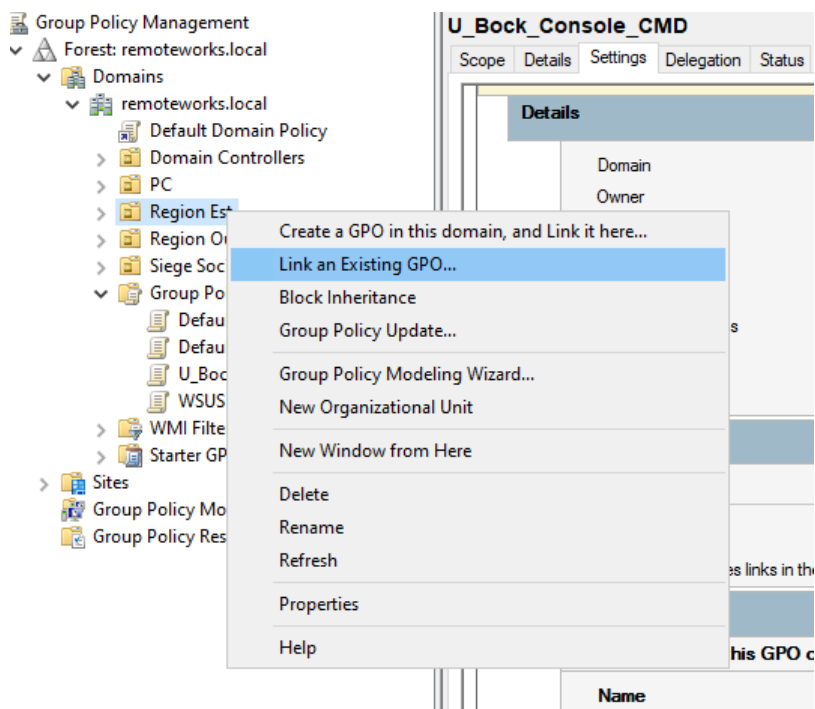 Group Policy Management
Forest: remoteworks.local
Domains
remoteworks.local
Default Domain Policy
Domain Controllers
PC
Region Est
Region O
Siege Soc
Group Po
Defau
Defau
U_Boc
WSUS
WMI Filte
Starter GP
Sites
Group Policy Mo
Group Policy Res
U_Bock_Console_CMD
Scope Details Settings Delegation Status
Details
Domain
Owner
Create a GPO in this domain, and Link it here...
Link an Existing GPO...
Block Inheritance
Group Policy Update...
Group Policy Modeling Wizard...
New Organizational Unit
New Window from Here
Delete
Rename
Refresh
Properties
Help
s
es links in the
his GPO c
Name